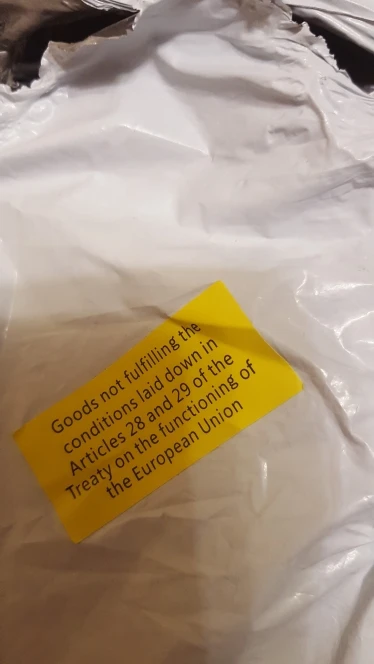 Goods not fulfilling the
conditions laid down in
Articles 28 and 29 of the
Treaty on the functioning of
the European Union